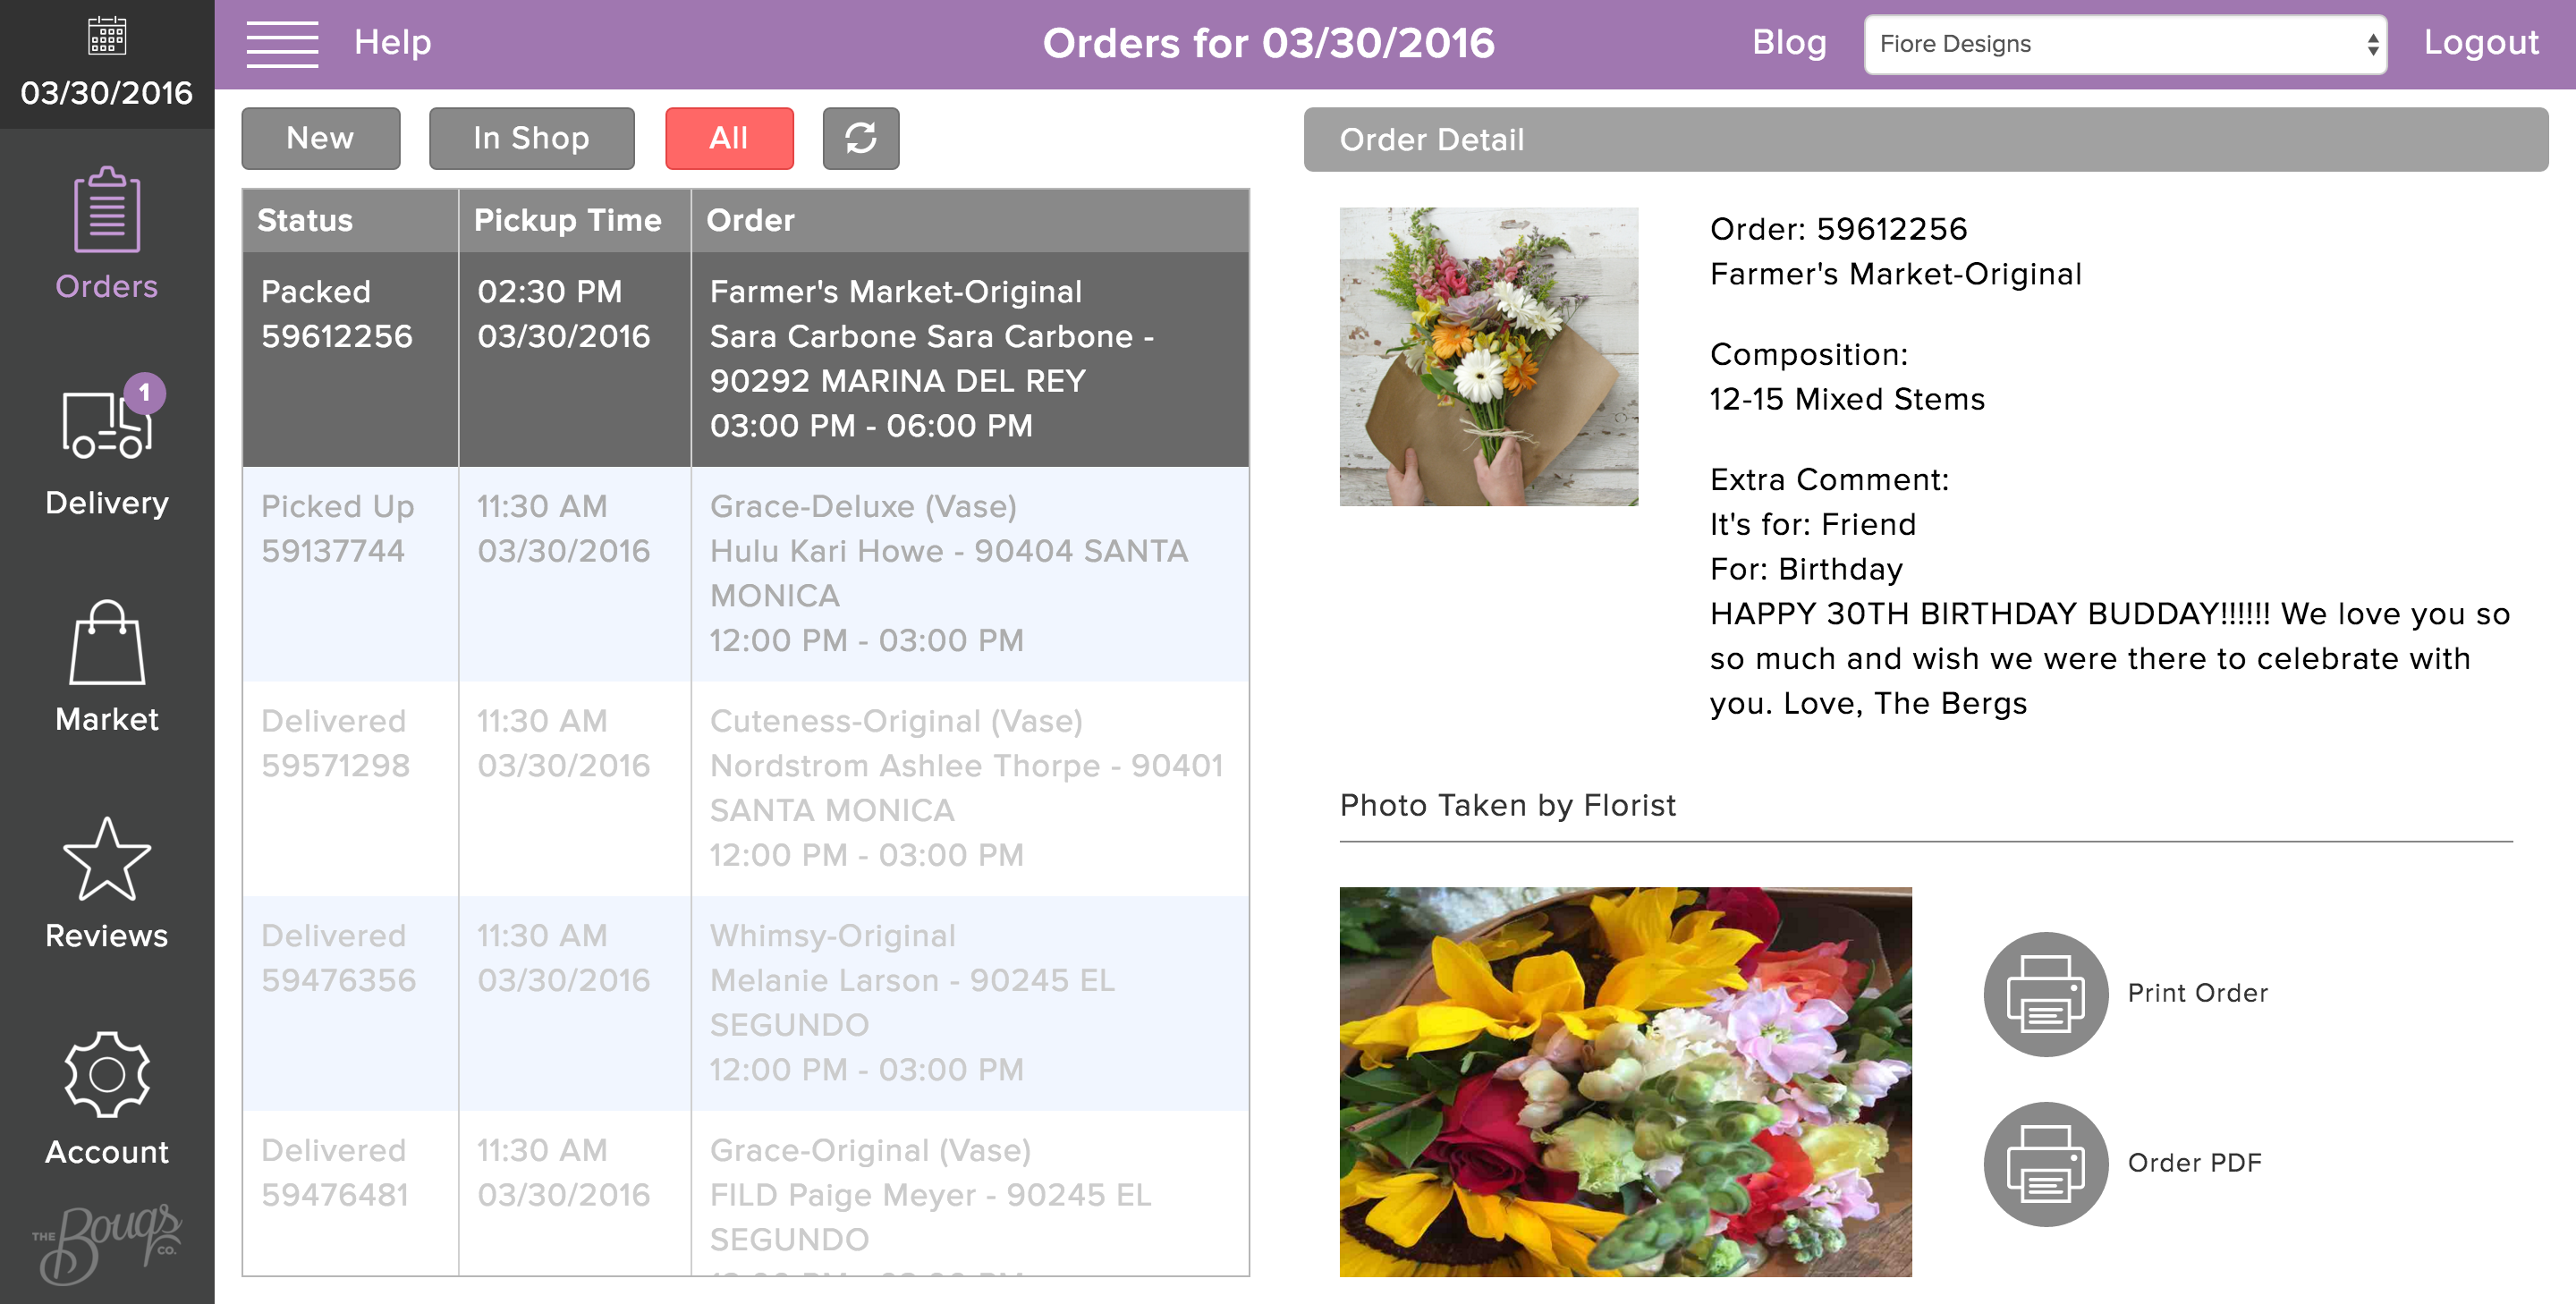 03/30/2016
Help
Orders for 03/30/2016
Blog
Fiore Designs
Logout
Orders
1
Delivery
Market
Reviews
Account
THE Bouqs CO.
New
In Shop
All
Status
Pickup Time
Order
Packed
59612256
02:30 PM
03/30/2016
Farmer's Market-Original
Sara Carbone Sara Carbone -
90292 MARINA DEL REY
03:00 PM - 06:00 PM
Picked Up
59137744
11:30 AM
03/30/2016
Grace-Deluxe (Vase)
Hulu Kari Howe - 90404 SANTA
MONICA
12:00 PM - 03:00 PM
Delivered
59571298
11:30 AM
03/30/2016
Cuteness-Original (Vase)
Nordstrom Ashlee Thorpe - 90401
SANTA MONICA
12:00 PM - 03:00 PM
Delivered
59476356
11:30 AM
03/30/2016
Whimsy-Original
Melanie Larson - 90245 EL
SEGUNDO
12:00 PM - 03:00 PM
Delivered
59476481
11:30 AM
03/30/2016
Grace-Original (Vase)
FILD Paige Meyer - 90245 EL
SEGUNDO
Order Detail
Order: 59612256
Farmer's Market-Original
Composition:
12-15 Mixed Stems
Extra Comment:
It's for: Friend
For: Birthday
HAPPY 30TH BIRTHDAY BUDDAY!!!!!! We love you so
so much and wish we were there to celebrate with
you. Love, The Bergs
Photo Taken by Florist
Print Order
Order PDF